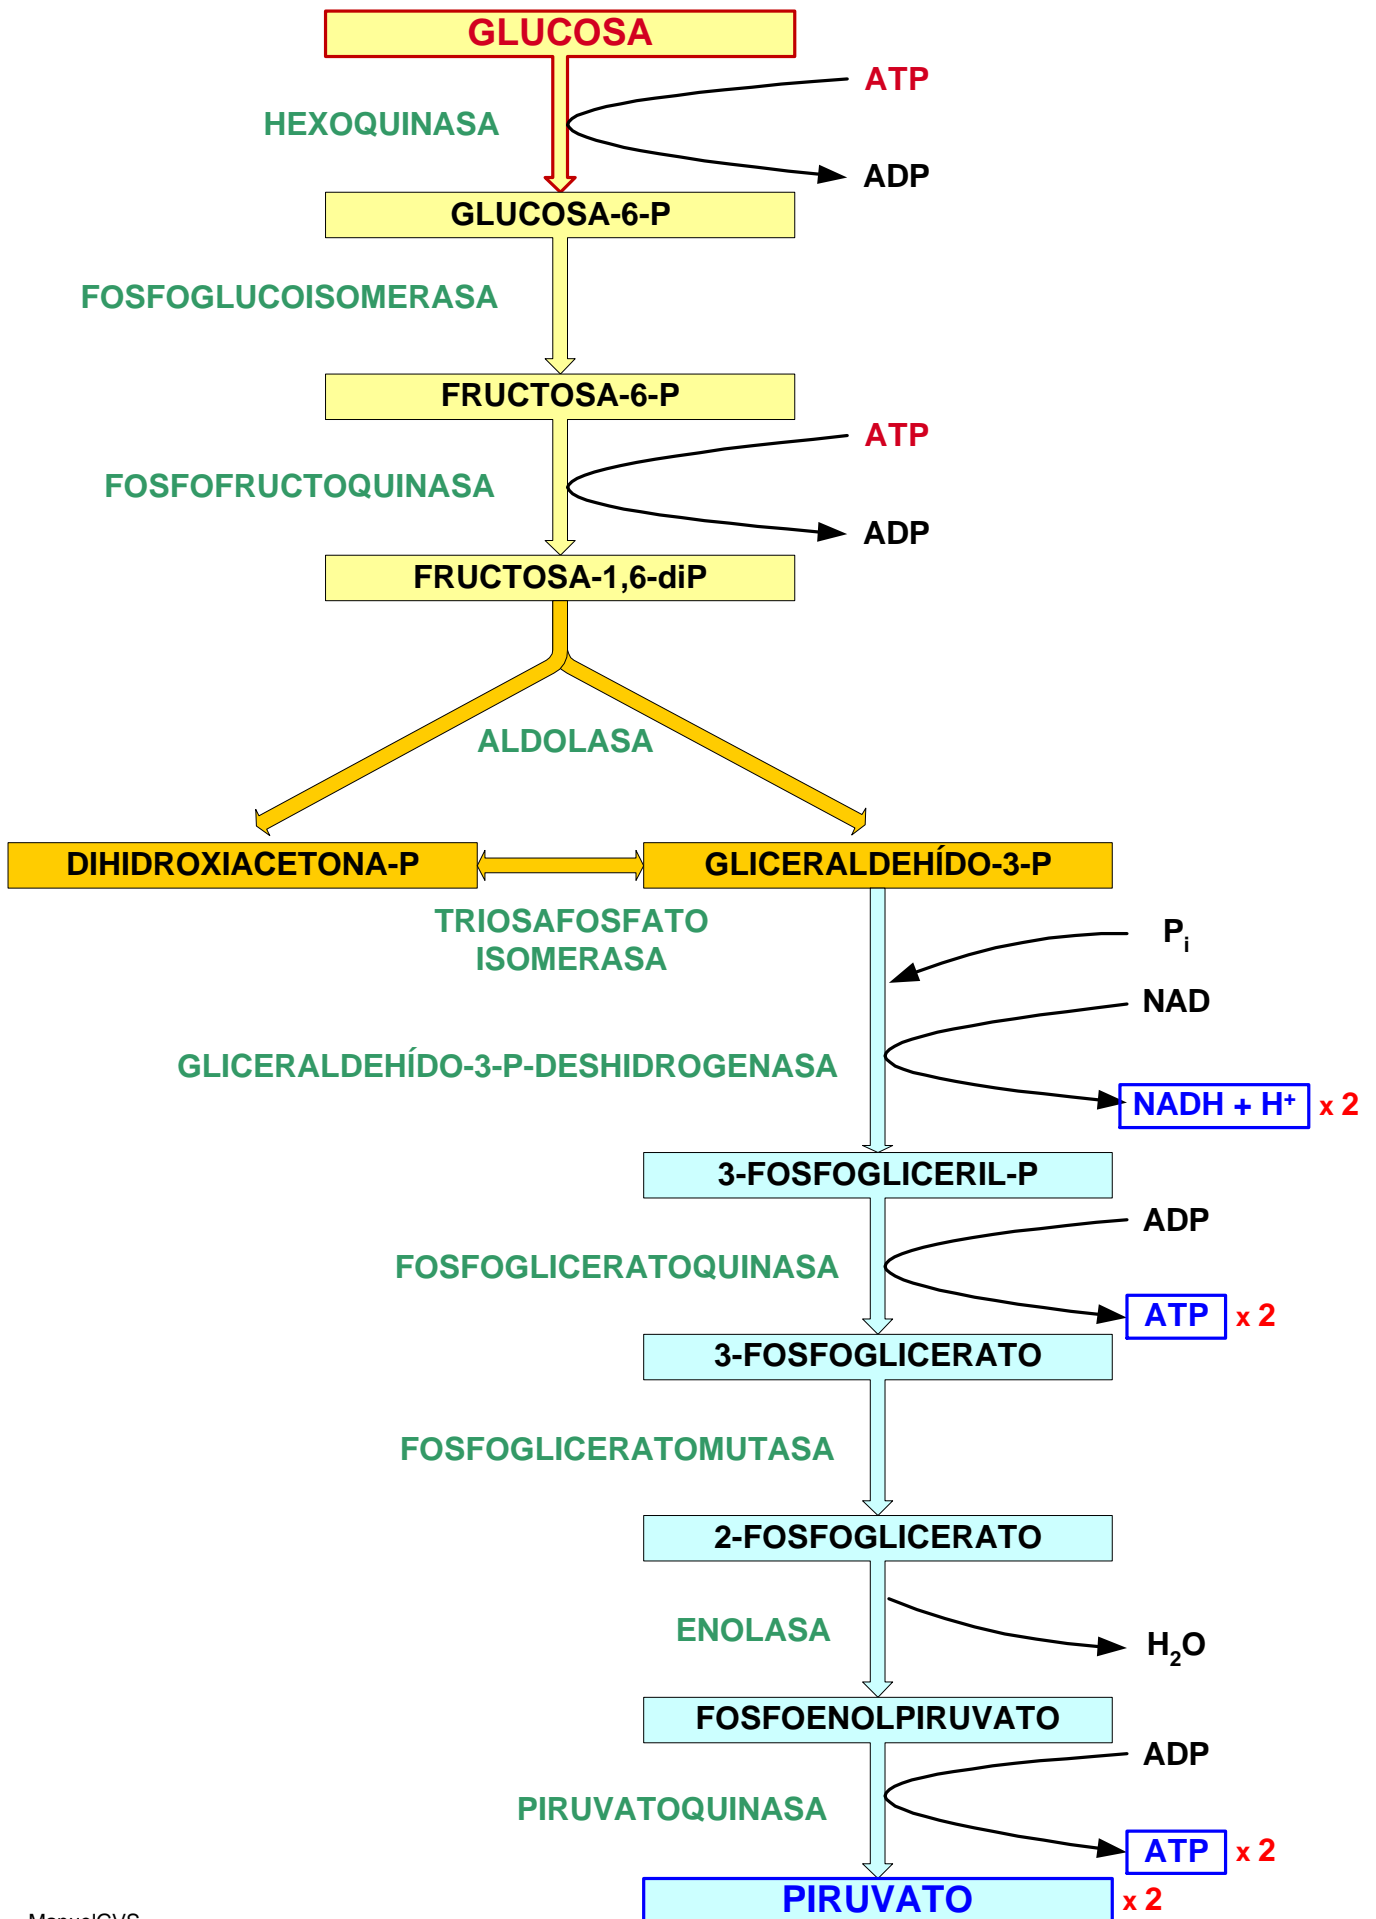 GLUCOSA
ATP
HEXOQUINASA
ADP
GLUCOSA-6-P
FOSFOGLUCOISOMERASA
FRUCTOSA-6-P
ATP
FOSFOFRUCTOQUINASA
ADP
FRUCTOSA-1,6-diP
ALDOLASA
DIHIDROXIACETONA-P
GLICERALDEHÍDO-3-P
TRIOSAFOSFATO
ISOMERASA
Pi
NAD
GLICERALDEHÍDO-3-P-DESHIDROGENASA
NADH + H⁺ x 2
3-FOSFOGLICERIL-P
ADP
FOSFOGLICERATOQUINASA
ATP x 2
3-FOSFOGLICERATO
FOSFOGLICERATOMUTASA
2-FOSFOGLICERATO
ENOLASA
H₂O
FOSFOENOLPIRUVATO
ADP
PIRUVATOQUINASA
ATP x 2
PIRUVATO x 2
ManuelGVS